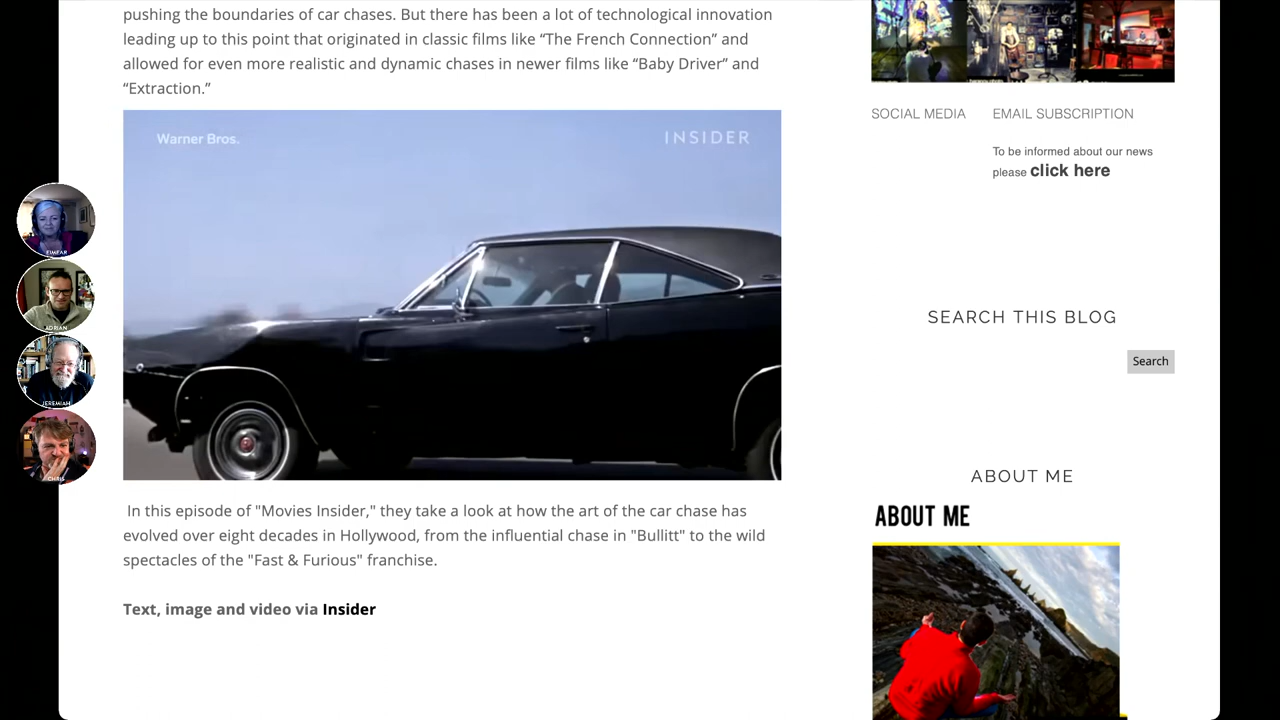 pushing the boundaries of car chases. But there has been a lot of technological innovation
leading up to this point that originated in classic films like “The French Connection” and
allowed for even more realistic and dynamic chases in newer films like “Baby Driver” and
“Extraction.”
Warner Bros.
INSIDER
In this episode of "Movies Insider," they take a look at how the art of the car chase has
evolved over eight decades in Hollywood, from the influential chase in "Bullitt" to the wild
spectacles of the "Fast & Furious" franchise.
Text, image and video via Insider
EIMEAR
ADRIAN
JEREMIAH
CHRIS
SOCIAL MEDIA
EMAIL SUBSCRIPTION
To be informed about our news
please click here
SEARCH THIS BLOG
Search
ABOUT ME
ABOUT ME